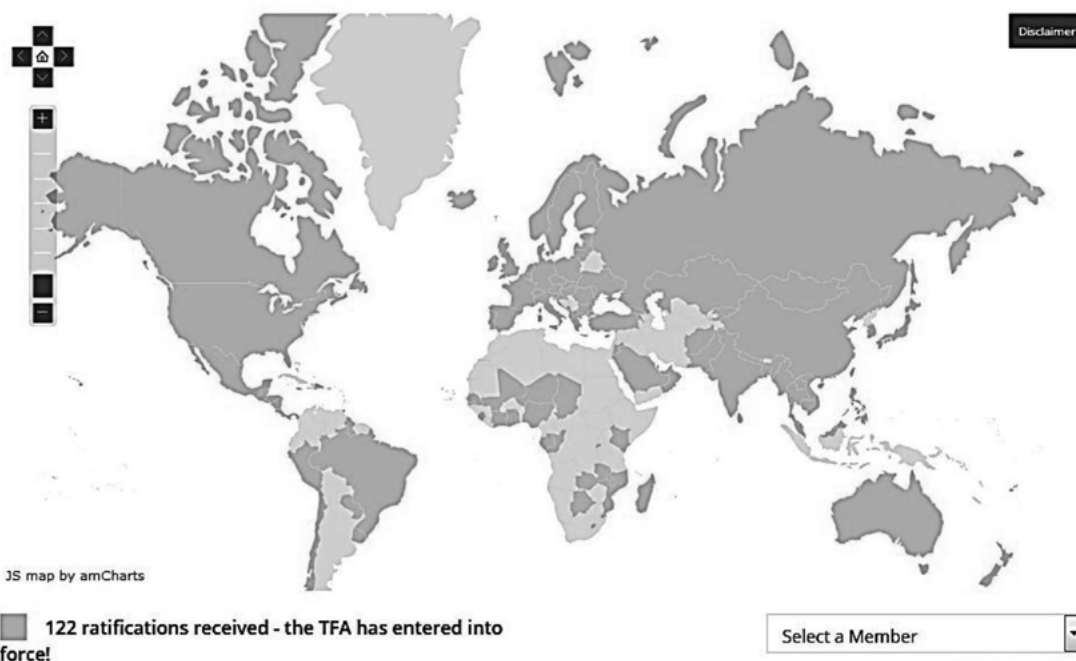 Disclaimer
+
−
JS map by amCharts
122 ratifications received - the TFA has entered into
force!
Select a Member